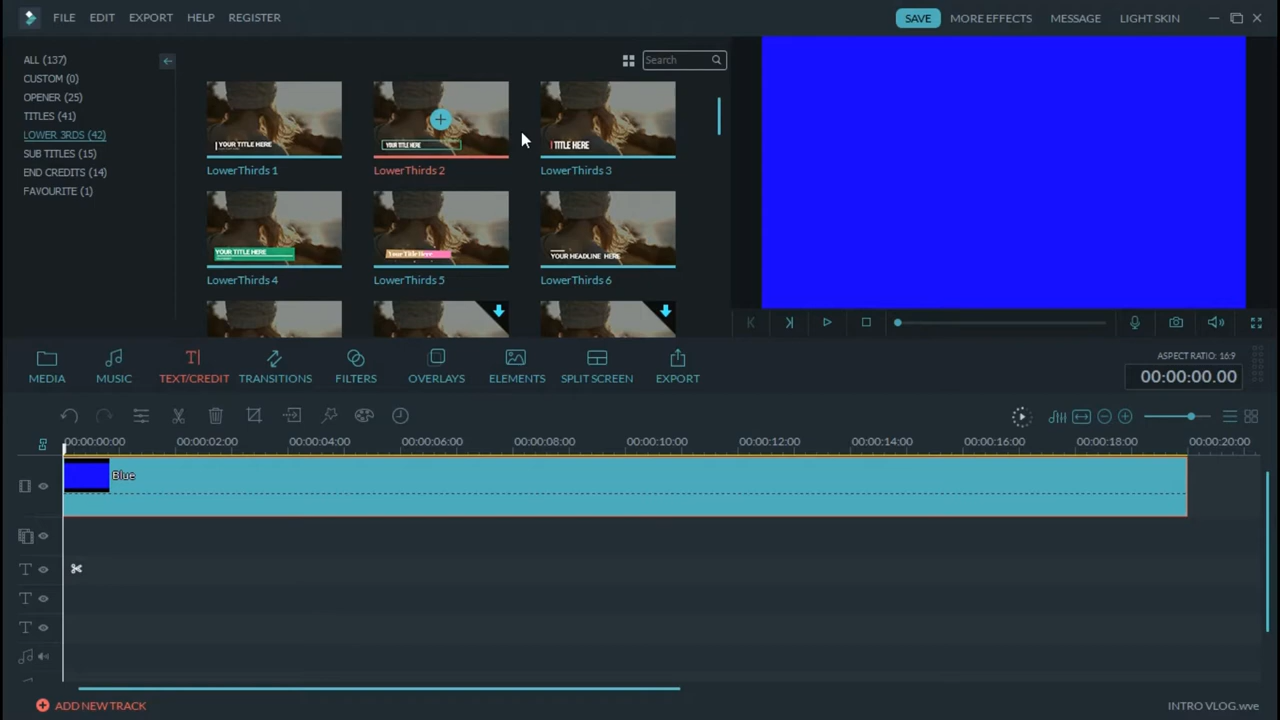 FILE EDIT EXPORT HELP REGISTER SAVE MORE EFFECTS MESSAGE LIGHT SKIN
ALL (137)
CUSTOM (0)
OPENER (25)
TITLES (41)
LOWER 3RDS (42)
SUB TITLES (15)
END CREDITS (14)
FAVOURITE (1)
Search
YOUR TITLE HERE
YOUR TITLE HERE
TITLE HERE
LowerThirds 1
LowerThirds 2
LowerThirds 3
YOUR TITLE HERE
Your Title Here
YOUR HEADLINE HERE
LowerThirds 4
LowerThirds 5
LowerThirds 6
MEDIA
MUSIC
TEXT/CREDIT
TRANSITIONS
FILTERS
OVERLAYS
ELEMENTS
SPLIT SCREEN
EXPORT
ASPECT RATIO: 16:9
00:00:00.00
00:00:00:00 00:00:02:00 00:00:04:00 00:00:06:00 00:00:08:00 00:00:10:00 00:00:12:00 00:00:14:00 00:00:16:00 00:00:18:00 00:00:20:00
Blue
ADD NEW TRACK
INTRO VLOG.wve